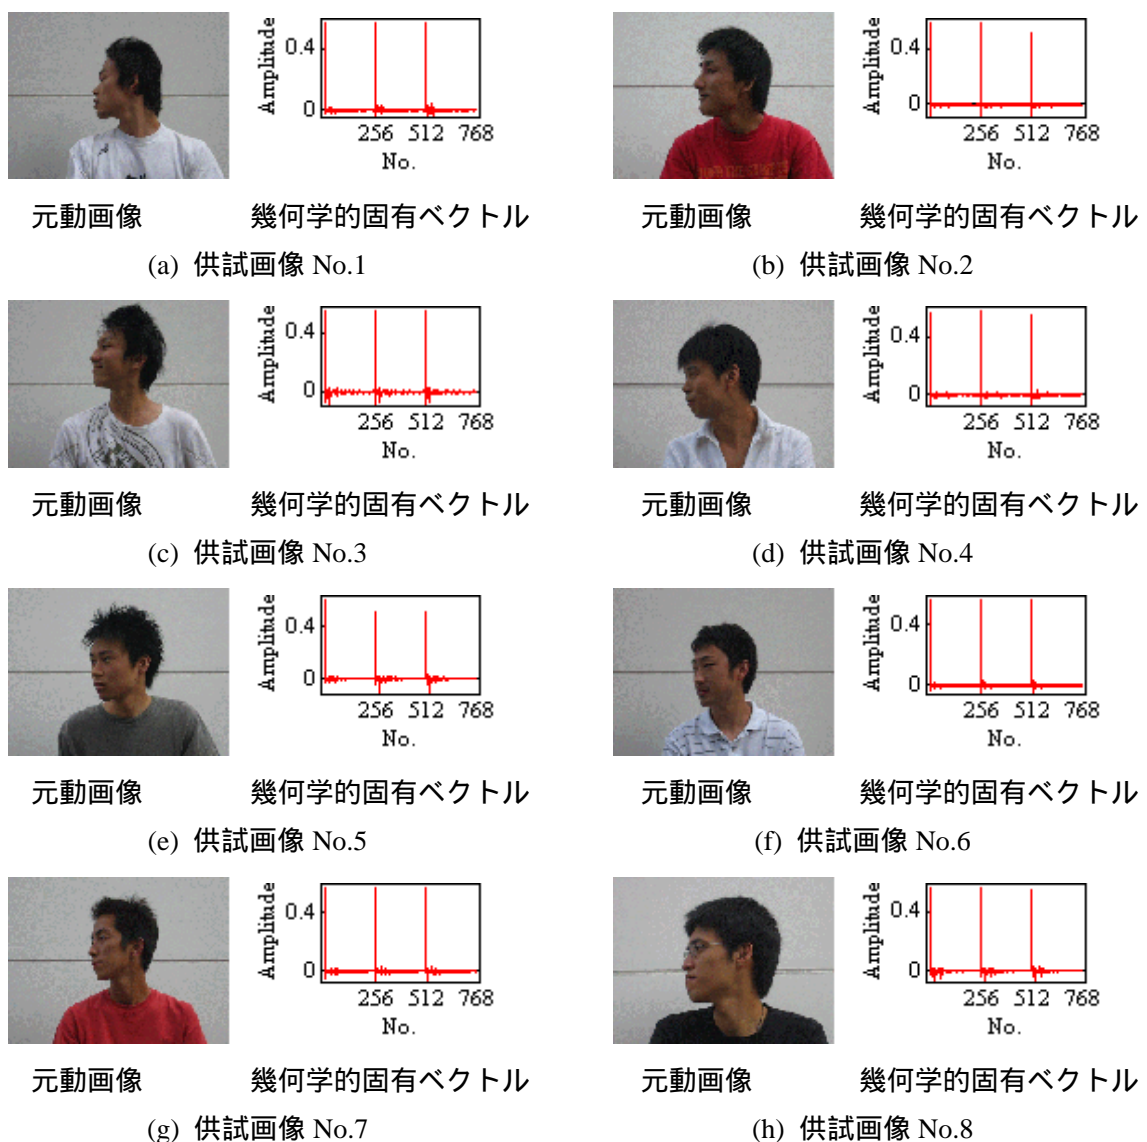 Amplitude
0.4
0
256 512 768
No.
元動画像 幾何学的固有ベクトル
(a) 供試画像 No.1
Amplitude
0.4
0
256 512 768
No.
元動画像 幾何学的固有ベクトル
(b) 供試画像 No.2
Amplitude
0.4
0
256 512 768
No.
元動画像 幾何学的固有ベクトル
(c) 供試画像 No.3
Amplitude
0.4
0
256 512 768
No.
元動画像 幾何学的固有ベクトル
(d) 供試画像 No.4
Amplitude
0.4
0
256 512 768
No.
元動画像 幾何学的固有ベクトル
(e) 供試画像 No.5
Amplitude
0.4
0
256 512 768
No.
元動画像 幾何学的固有ベクトル
(f) 供試画像 No.6
Amplitude
0.4
0
256 512 768
No.
元動画像 幾何学的固有ベクトル
(g) 供試画像 No.7
Amplitude
0.4
0
256 512 768
No.
元動画像 幾何学的固有ベクトル
(h) 供試画像 No.8